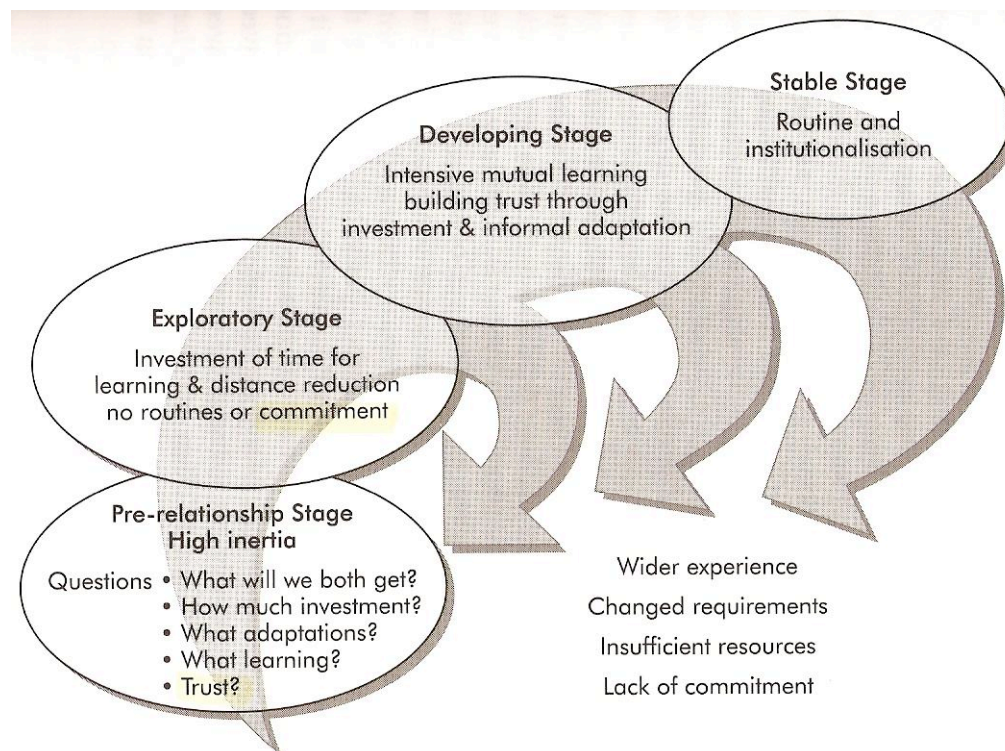 Stable Stage
Routine and
institutionalisation
Developing Stage
Intensive mutual learning
building trust through
investment & informal adaptation
Exploratory Stage
Investment of time for
learning & distance reduction
no routines or commitment
Pre-relationship Stage
High inertia
Questions • What will we both get?
• How much investment?
• What adaptations?
• What learning?
• Trust?
Wider experience
Changed requirements
Insufficient resources
Lack of commitment